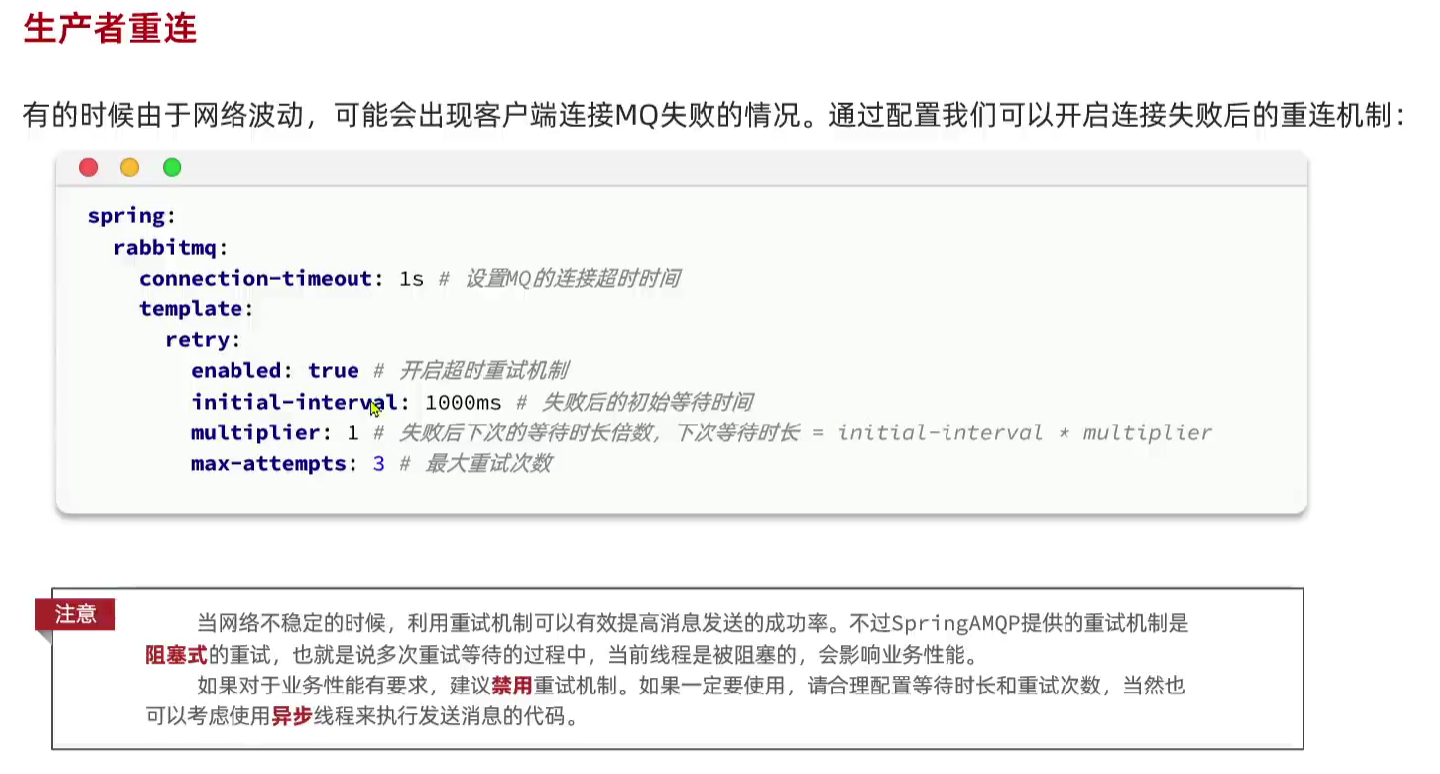 生产者重连
有的时候由于网络波动，可能会出现客户端连接MQ失败的情况。通过配置我们可以开启连接失败后的重连机制：
spring:
  rabbitmq:
    connection-timeout: 1s # 设置MQ的连接超时时间
    template:
      retry:
        enabled: true # 开启超时重试机制
        initial-interval: 1000ms # 失败后的初始等待时间
        multiplier: 1 # 失败后下次的等待时长倍数，下次等待时长 = initial-interval * multiplier
        max-attempts: 3 # 最大重试次数
注意
当网络不稳定的时候，利用重试机制可以有效提高消息发送的成功率。不过SpringAMQP提供的重试机制是
阻塞式的重试，也就是说多次重试等待的过程中，当前线程是被阻塞的，会影响业务性能。
如果对于业务性能有要求，建议禁用重试机制。如果一定要使用，请合理配置等待时长和重试次数，当然也
可以考虑使用异步线程来执行发送消息的代码。